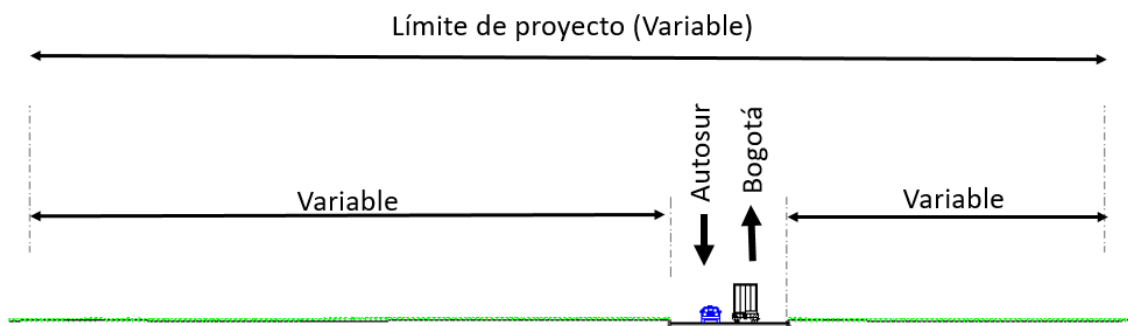 Límite de proyecto (Variable)
Autosur
Bogotá
Variable
Variable